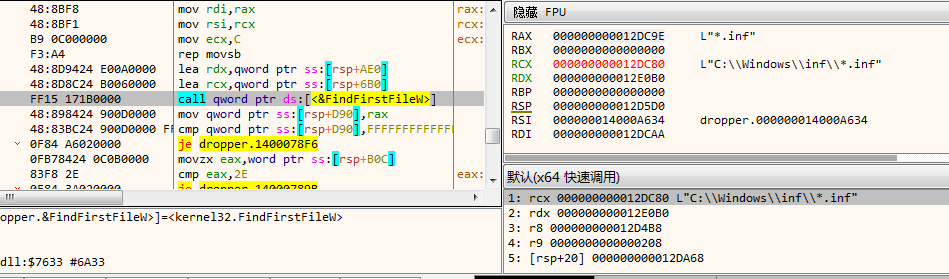 48:8BF8 mov rdi,rax rax:
48:8BF1 mov rsi,rcx rcx:
B9 0C000000 mov ecx,C ecx:
F3:A4 rep movsb
48:8D9424 E00A0000 lea rdx,qword ptr ss:[rsp+AE0]
48:8D8C24 B0060000 lea rcx,qword ptr ss:[rsp+6B0]
FF15 171B0000 call qword ptr ds:[<&FindFirstFileW>]
48:898424 900D0000 mov qword ptr ss:[rsp+D90],rax
48:83BC24 900D0000 FF cmp qword ptr ss:[rsp+D90],FFFFFFFFFFFFF
0F84 A6020000 je dropper.1400078F6
0FB78424 0C0B0000 movzx eax,word ptr ss:[rsp+B0C]
83F8 2E cmp eax,2E eax:
0F84 3A020000 je dropper.14000789B
opper.&FindFirstFileW>]=<kernel32.FindFirstFileW>
dll:$7633 #6A33
隐藏 FPU
RAX 000000000012DC9E L"*.inf"
RBX 0000000000000000
RCX 000000000012DC80 L"C:\\Windows\\inf\\*.inf"
RDX 000000000012E0B0
RBP 0000000000000000
RSP 000000000012D5D0
RSI 000000014000A634 dropper.000000014000A634
RDI 000000000012DCAA
默认(x64 快速调用)
1: rcx 000000000012DC80 L"C:\\Windows\\inf\\*.inf"
2: rdx 000000000012E0B0
3: r8 000000000012D4B8
4: r9 0000000000000208
5: [rsp+20] 000000000012DA68